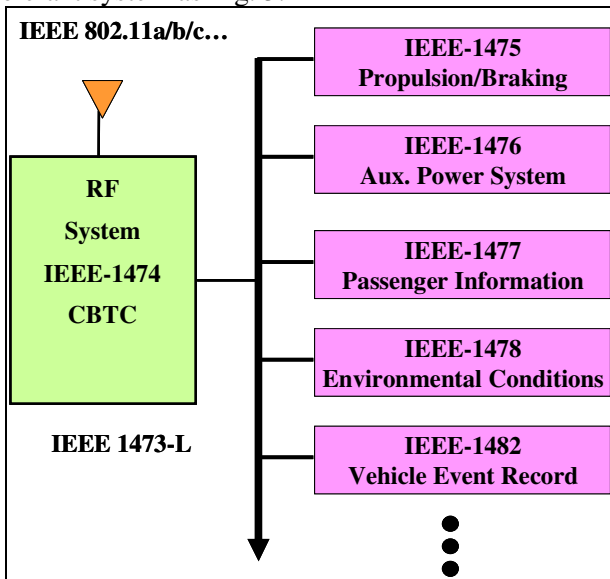 IEEE 802.11a/b/c…
RF
System
IEEE-1474
CBTC
IEEE 1473-L
IEEE-1475
Propulsion/Braking
IEEE-1476
Aux. Power System
IEEE-1477
Passenger Information
IEEE-1478
Environmental Conditions
IEEE-1482
Vehicle Event Record